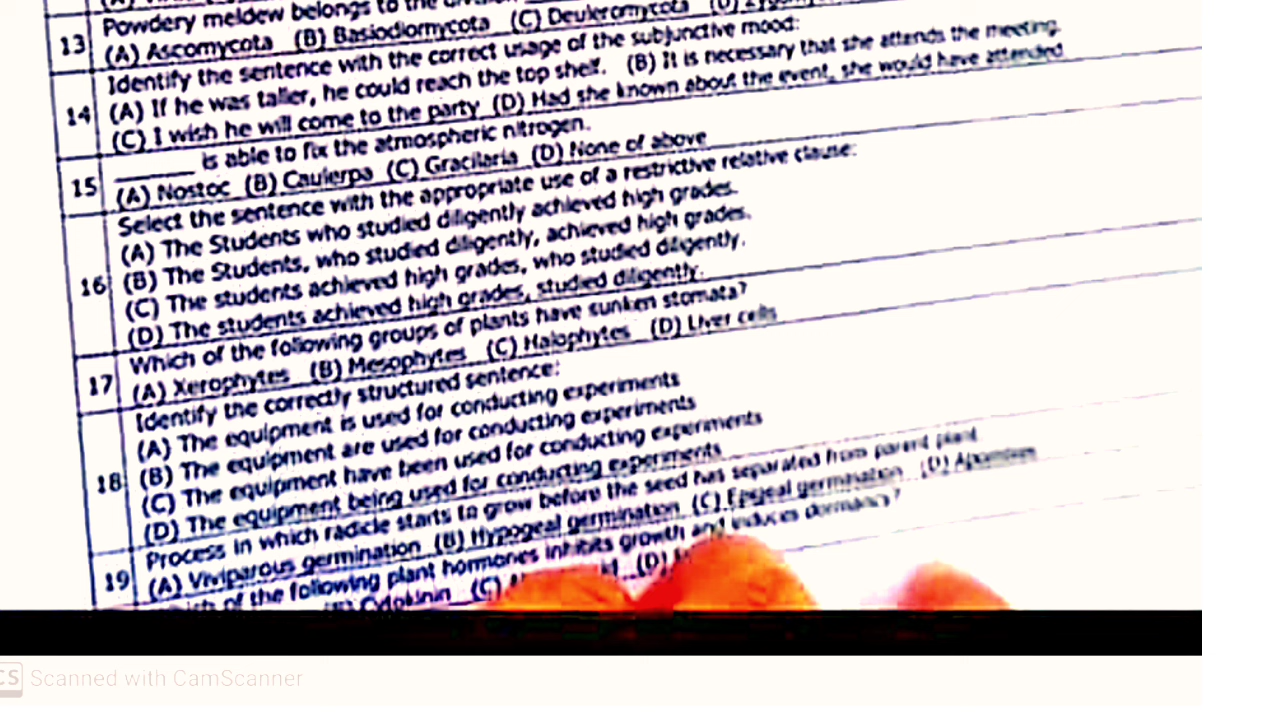 13
Powdery meldew belongs to the
(A) Ascomycota (B) Basiodiomycota (C) Deuleromycota (D)
14
Identify the sentence with the correct usage of the subjunctive mood:
(A) If he was taller, he could reach the top shelf. (B) It is necessary that she attends the meeting.
(C) I wish he will come to the party (D) Had she known about the event, she would have attended.
15
______ is able to fix the atmospheric nitrogen.
(A) Nostoc (B) Caulerpa (C) Gracilaria (D) None of above
16
Select the sentence with the appropriate use of a restrictive relative clause:
(A) The Students who studied diligently achieved high grades.
(B) The Students, who studied diligently, achieved high grades.
(C) The students achieved high grades, who studied diligently.
(D) The students achieved high grades, studied diligently.
17
Which of the following groups of plants have sunken stomata?
(A) Xerophytes (B) Mesophytes (C) Halophytes (D) Liver cells
18
Identify the correctly structured sentence:
(A) The equipment is used for conducting experiments
(B) The equipment are used for conducting experiments
(C) The equipment have been used for conducting experiments
(D) The equipment being used for conducting experiments
19
Process in which radicle starts to grow before the seed has separated from parent plant
(A) Viviparous germination (B) Hypogeal germination (C) Epigeal germination (D) Apomixes
of the following plant hormones inhibits growth and induces dormancy?
(B) Cytokinin (C) (D)
CS Scanned with CamScanner